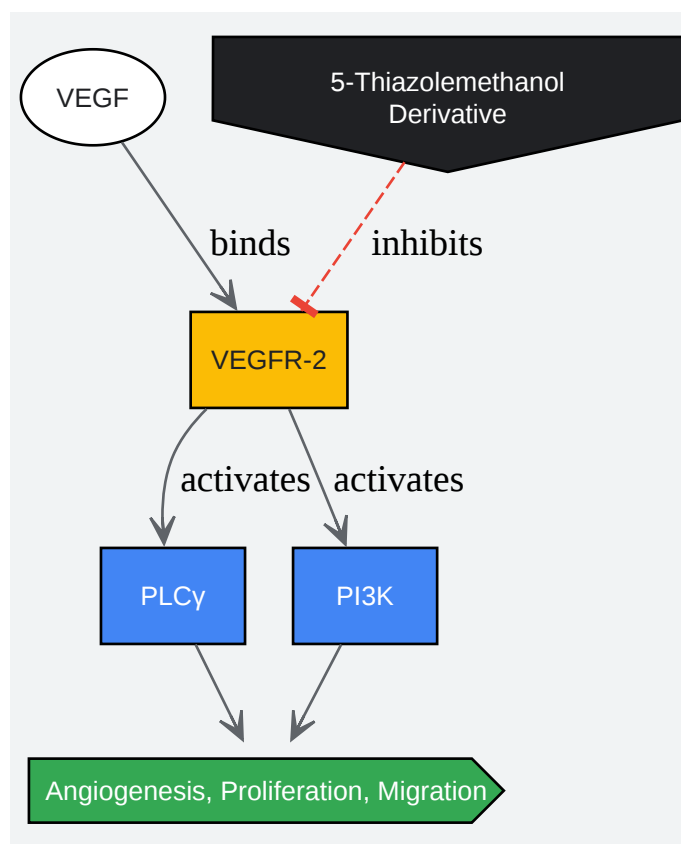 VEGF
5-Thiazolemethanol
Derivative
binds
inhibits
VEGFR-2
activates
activates
PLCγ
PI3K
Angiogenesis, Proliferation, Migration